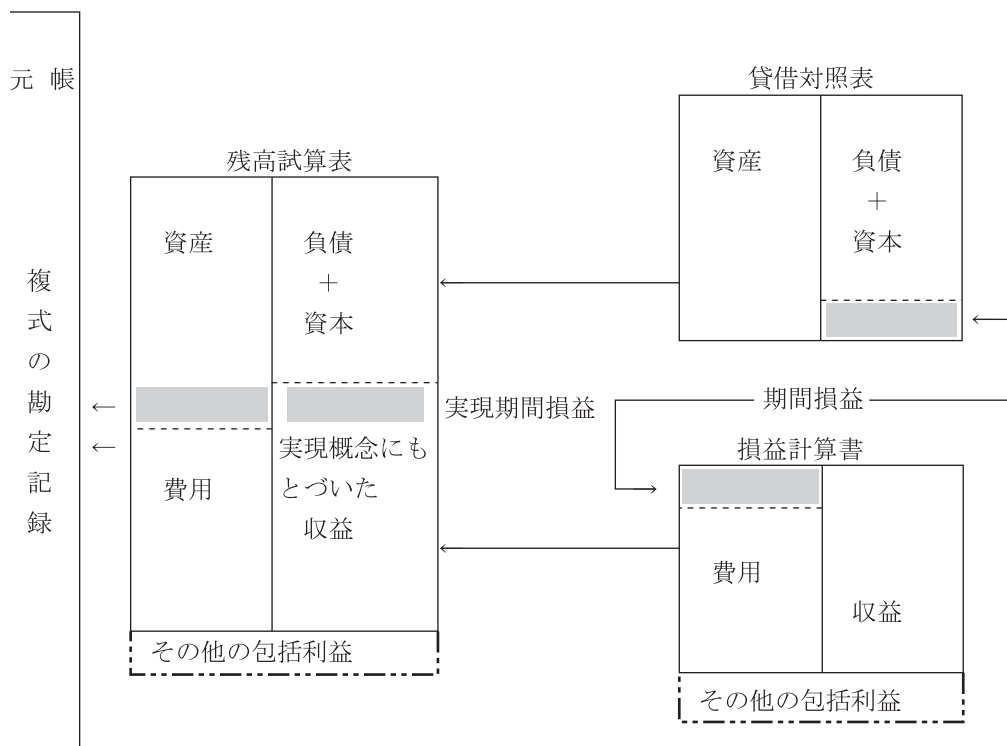 元 帳
複式の勘定記録
残高試算表
資産
負債
+
資本
実現期間損益
費用
実現概念にも
とづいた
収益
その他の包括利益
貸借対照表
資産
負債
+
資本
期間損益
損益計算書
費用
収益
その他の包括利益